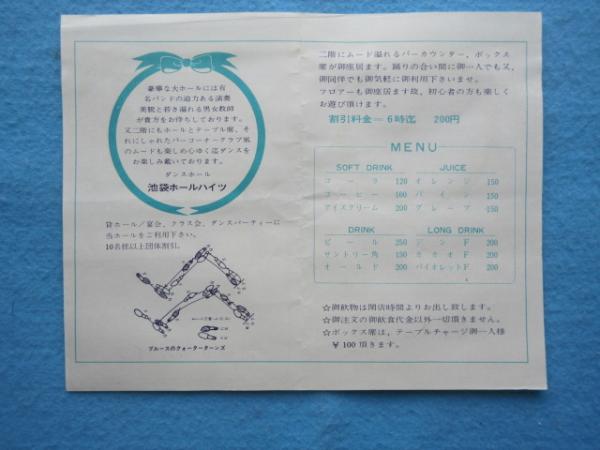 豪華な大ホールには有
名バンドの迫力ある演奏
美観と若さ溢れる男女教師
が貴方をお待ちしております。
又二階にもホールとテーブル席、そ
れにしゃれたバーコーナークラブ風
のムードも楽しめ心ゆく迄ダンスを
お楽しみ戴いております。
ダンスホール
池袋ホールハイツ
貸ホール/宴会、クラス会、ダンスパーティーに
当ホールをご利用下さい。
10名様以上団体割引。
ブルースのクォーターターンズ
二階にムード溢れるバーカウンター、ボックス
席が御座居ます。踊りの合い間に御一人でも又、
御同伴でも御気軽に御利用下さいませ。
フロアーも御座居ます故、初心者の方も楽しく
お遊び頂けます。
割引料金=6時迄 200円
MENU
SOFT DRINK
コーラ 120
コーヒー 100
アイスクリーム 200
JUICE
オレンジ 150
パイン 150
グレープ 150
DRINK
ビール 250
サントリー角 150
オールド 200
LONG DRINK
ジンF 200
カカオF 200
バイオレットF 200
☆御飲物は開店時間よりお出し致します。
☆御注文の御飲食代金以外一切頂きません。
☆ボックス席は、テーブルチャージ御一人様
¥100頂きます。